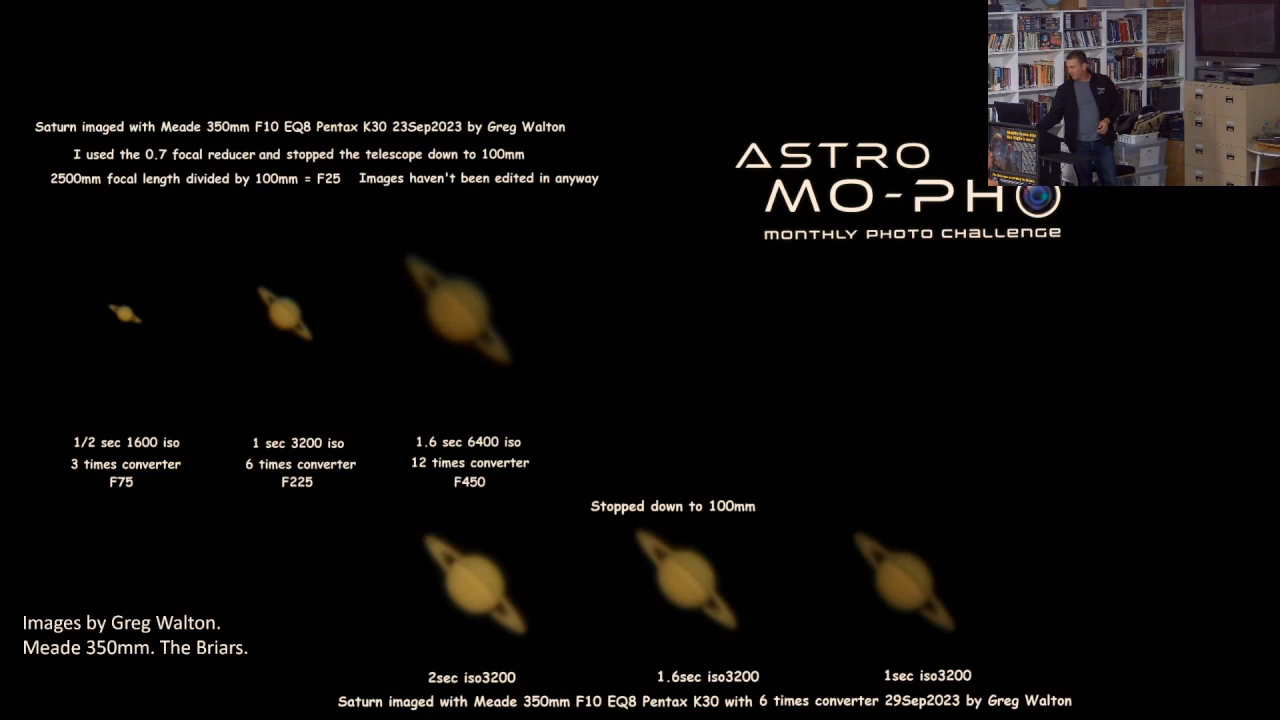 Saturn imaged with Meade 350mm F10 EQ8 Pentax K30 23Sep2023 by Greg Walton
I used the 0.7 focal reducer and stopped the telescope down to 100mm
2500mm focal length divided by 100mm = F25 Images haven't been edited in anyway
ASTRO
MO-PHO
MONTHLY PHOTO CHALLENGE
1/2 sec 1600 iso
3 times converter
F75
1 sec 3200 iso
6 times converter
F225
1.6 sec 6400 iso
12 times converter
F450
Stopped down to 100mm
Images by Greg Walton.
Meade 350mm. The Briars.
2sec iso3200
1.6sec iso3200
1sec iso3200
Saturn imaged with Meade 350mm F10 EQ8 Pentax K30 with 6 times converter 29Sep2023 by Greg Walton